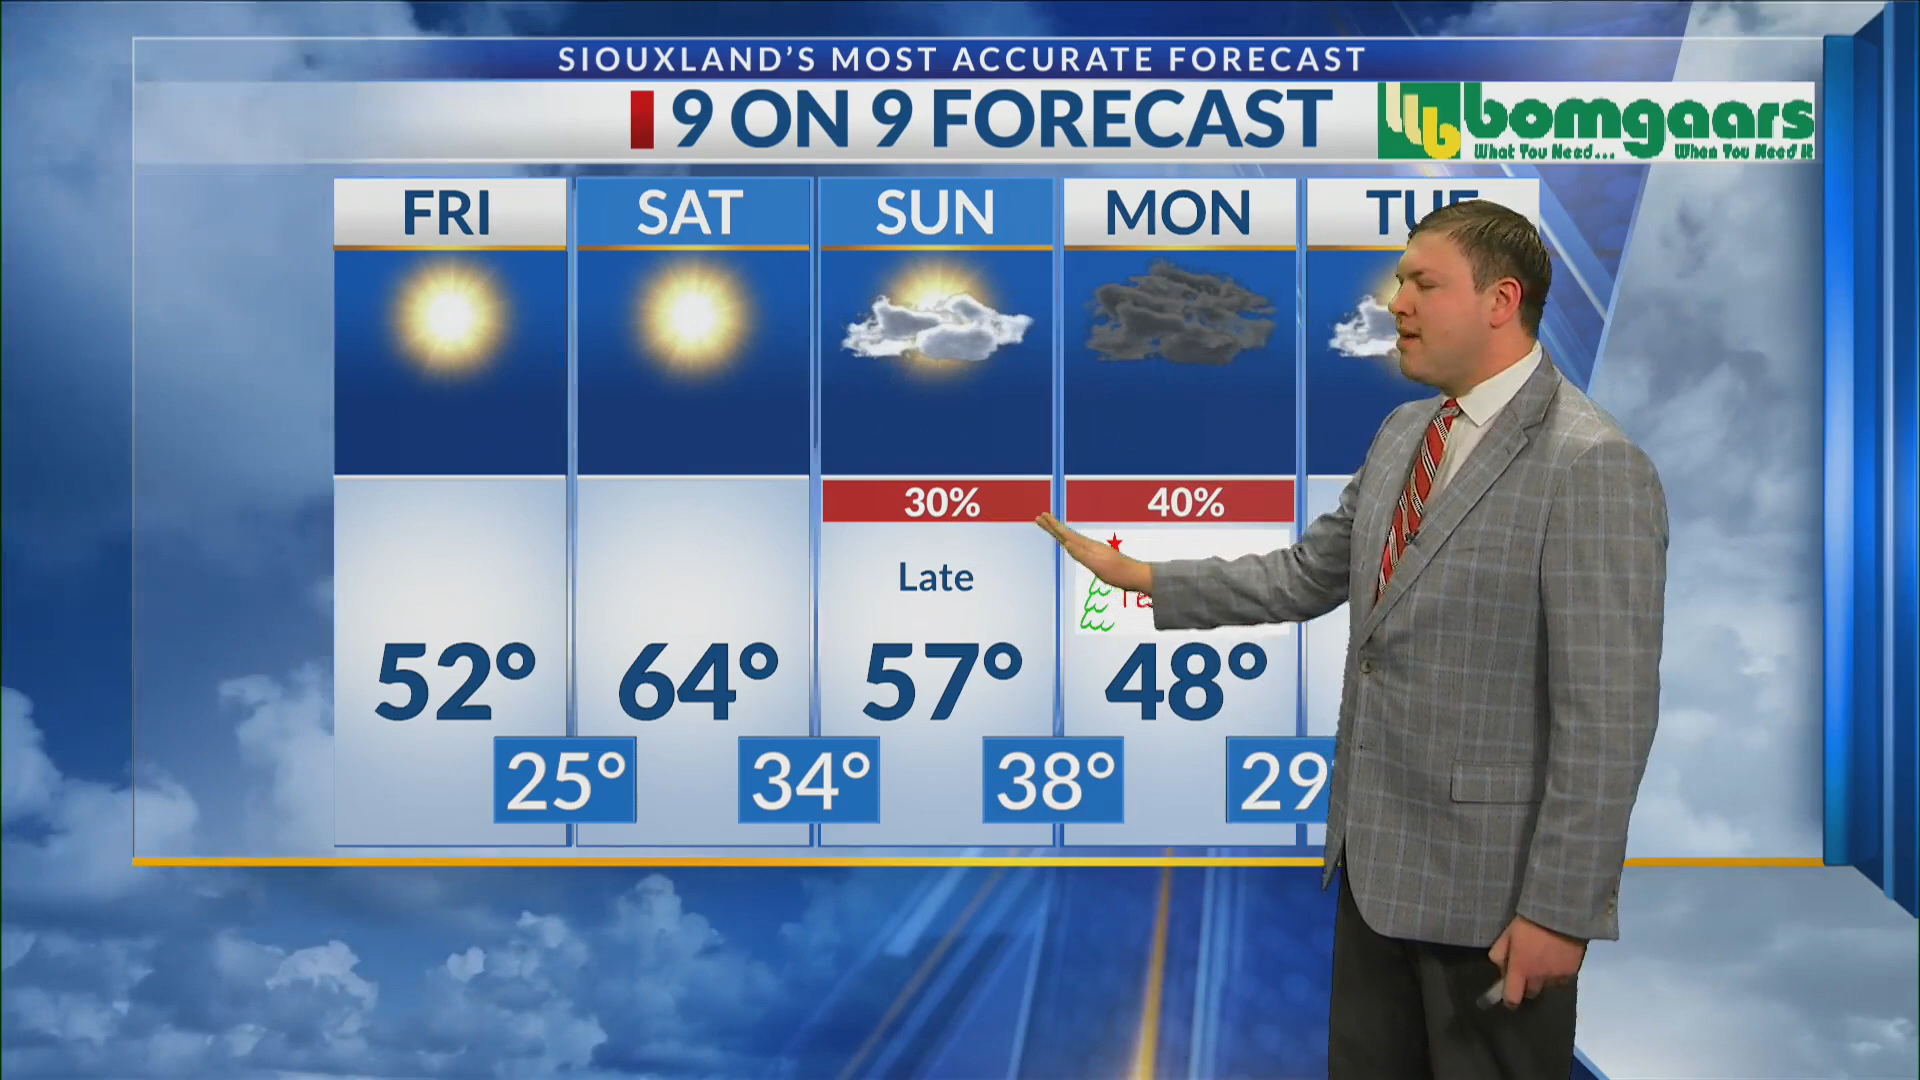 SIOUXLAND'S MOST ACCURATE FORECAST
9 ON 9 FORECAST
bomgaars
What You Need... When You Need It
FRI SAT SUN MON
30% 40%
Late
52° 64° 57° 48°
25° 34° 38° 29